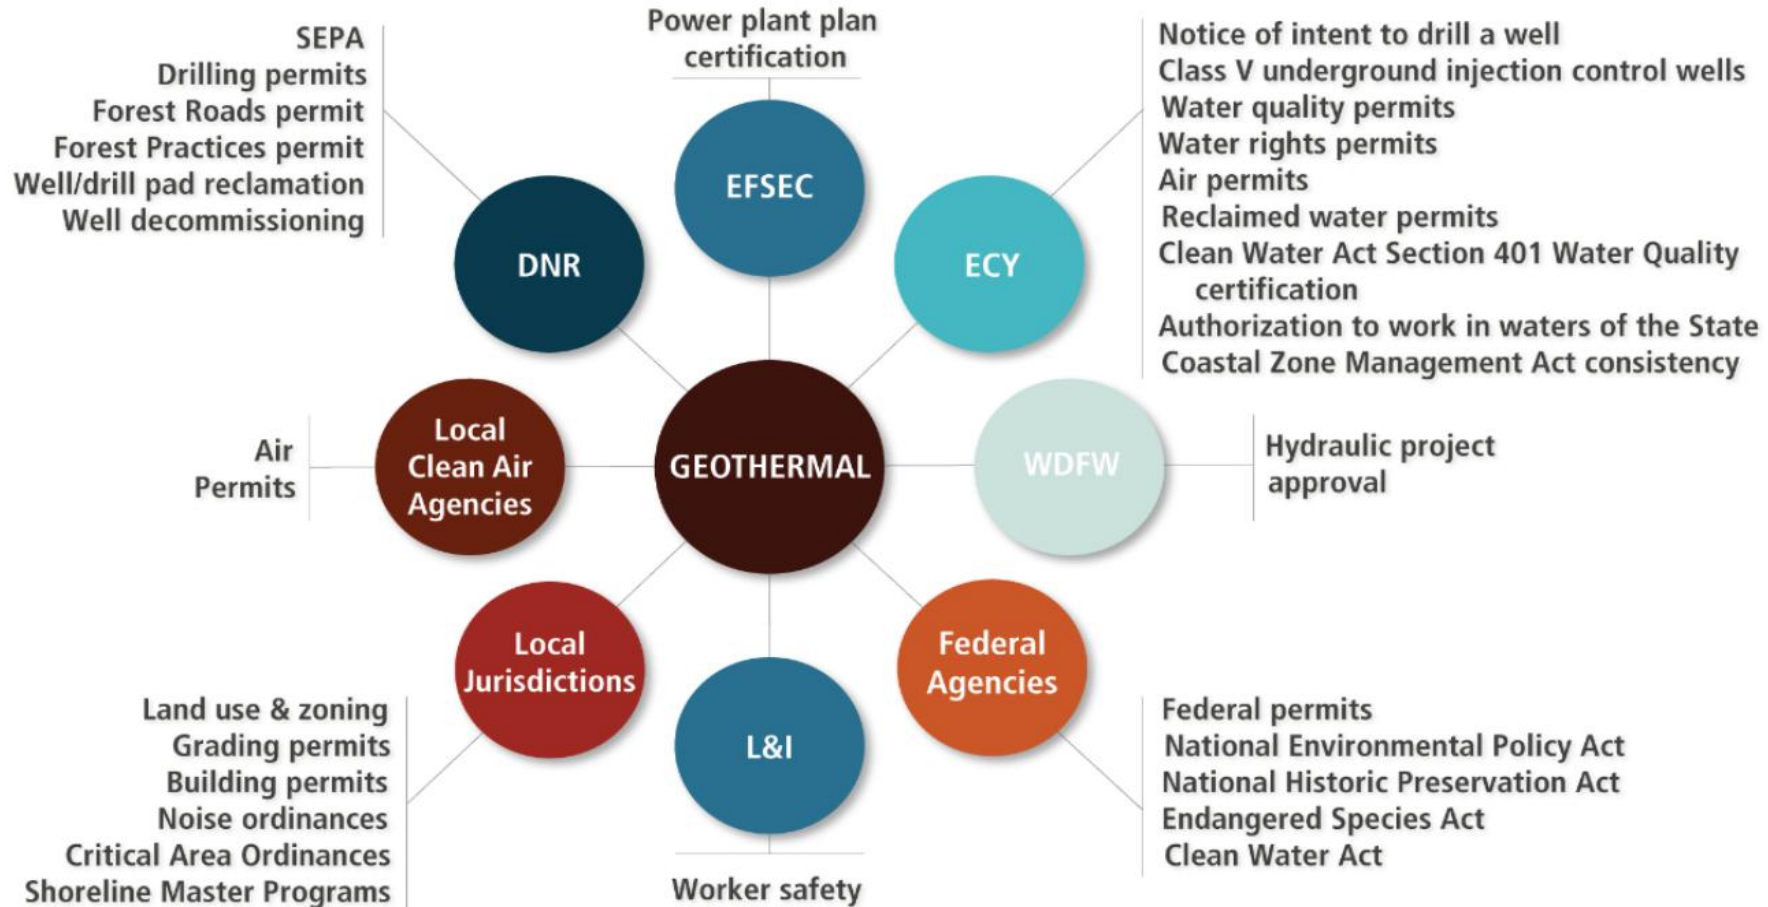 Power plant plan
certification
EFSEC
SEPA
Drilling permits
Forest Roads permit
Forest Practices permit
Well/drill pad reclamation
Well decommissioning
DNR
Notice of intent to drill a well
Class V underground injection control wells
Water quality permits
Water rights permits
Air permits
Reclaimed water permits
Clean Water Act Section 401 Water Quality
certification
Authorization to work in waters of the State
Coastal Zone Management Act consistency
ECY
Air
Permits
Local
Clean Air
Agencies
GEOTHERMAL
WDFW
Hydraulic project
approval
Local
Jurisdictions
Land use & zoning
Grading permits
Building permits
Noise ordinances
Critical Area Ordinances
Shoreline Master Programs
L&I
Worker safety
Federal
Agencies
Federal permits
National Environmental Policy Act
National Historic Preservation Act
Endangered Species Act
Clean Water Act